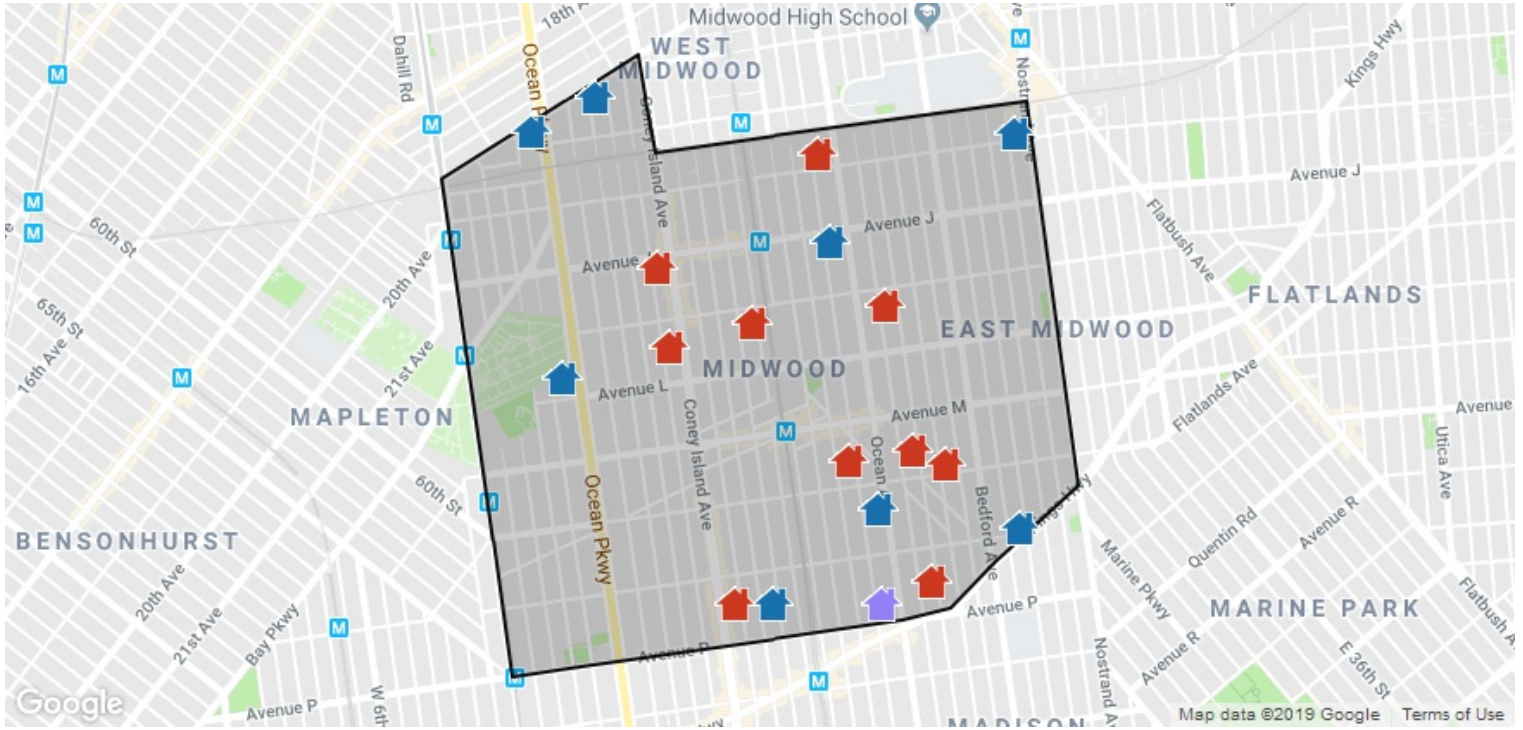 Midwood High School
18th A
WEST
MIDWOOD
Dahill Rd
Ocean Pkwy
Coney Island Ave
Nostrand Ave
Kings Hwy
M
M
M
M
M
M
60th St
20th Ave
M
M
Avenue J
Avenue J
Avenue
Flatbush Ave
65th St
16th Ave
21st Ave
M
M
FLATLANDS
EAST MIDWOOD
MIDWOOD
MAPLETON
Avenue L
Avenue M
M
Flatlands Ave
Avenue
Utica Ave
60th St
M
Coney Island Ave
Ocean
Bedford Ave
Ocean Pkwy
Kings Hwy
BENSONHURST
20th Ave
21st Ave
Bay Pkwy
M
Quentin Rd
Avenue R
Marine Pkwy
Flatbush
MARINE PARK
Avenue P
Avenue P
Avenue P
M
M
W 6th
Nostrand Av
Avenue R
E 36th St
MADISON
Google
Map data ©2019 Google
Terms of Use